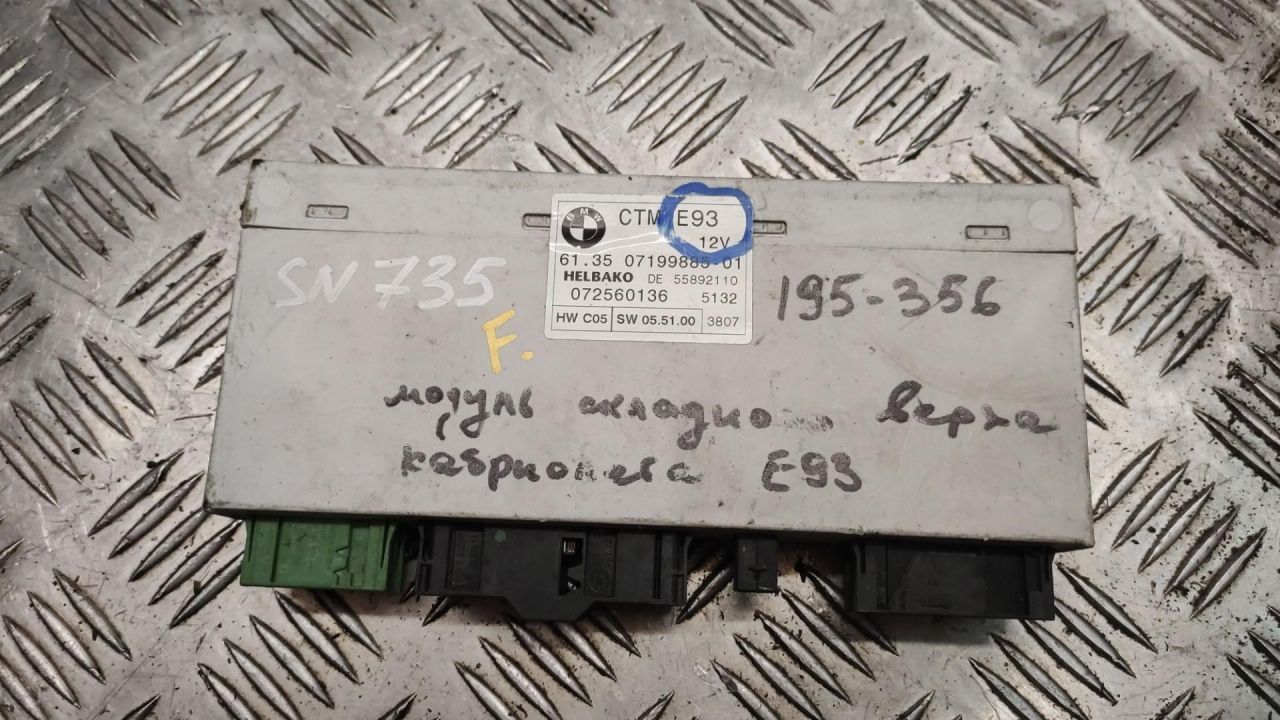 BMW
CTM E93
12V
61.35 07199885-01
HELBAKO DE 55892110
072560136 5132
HW C05 SW 05.51.00 3807
SN 735
195-356
F.
модуль верха
кабриолета E93